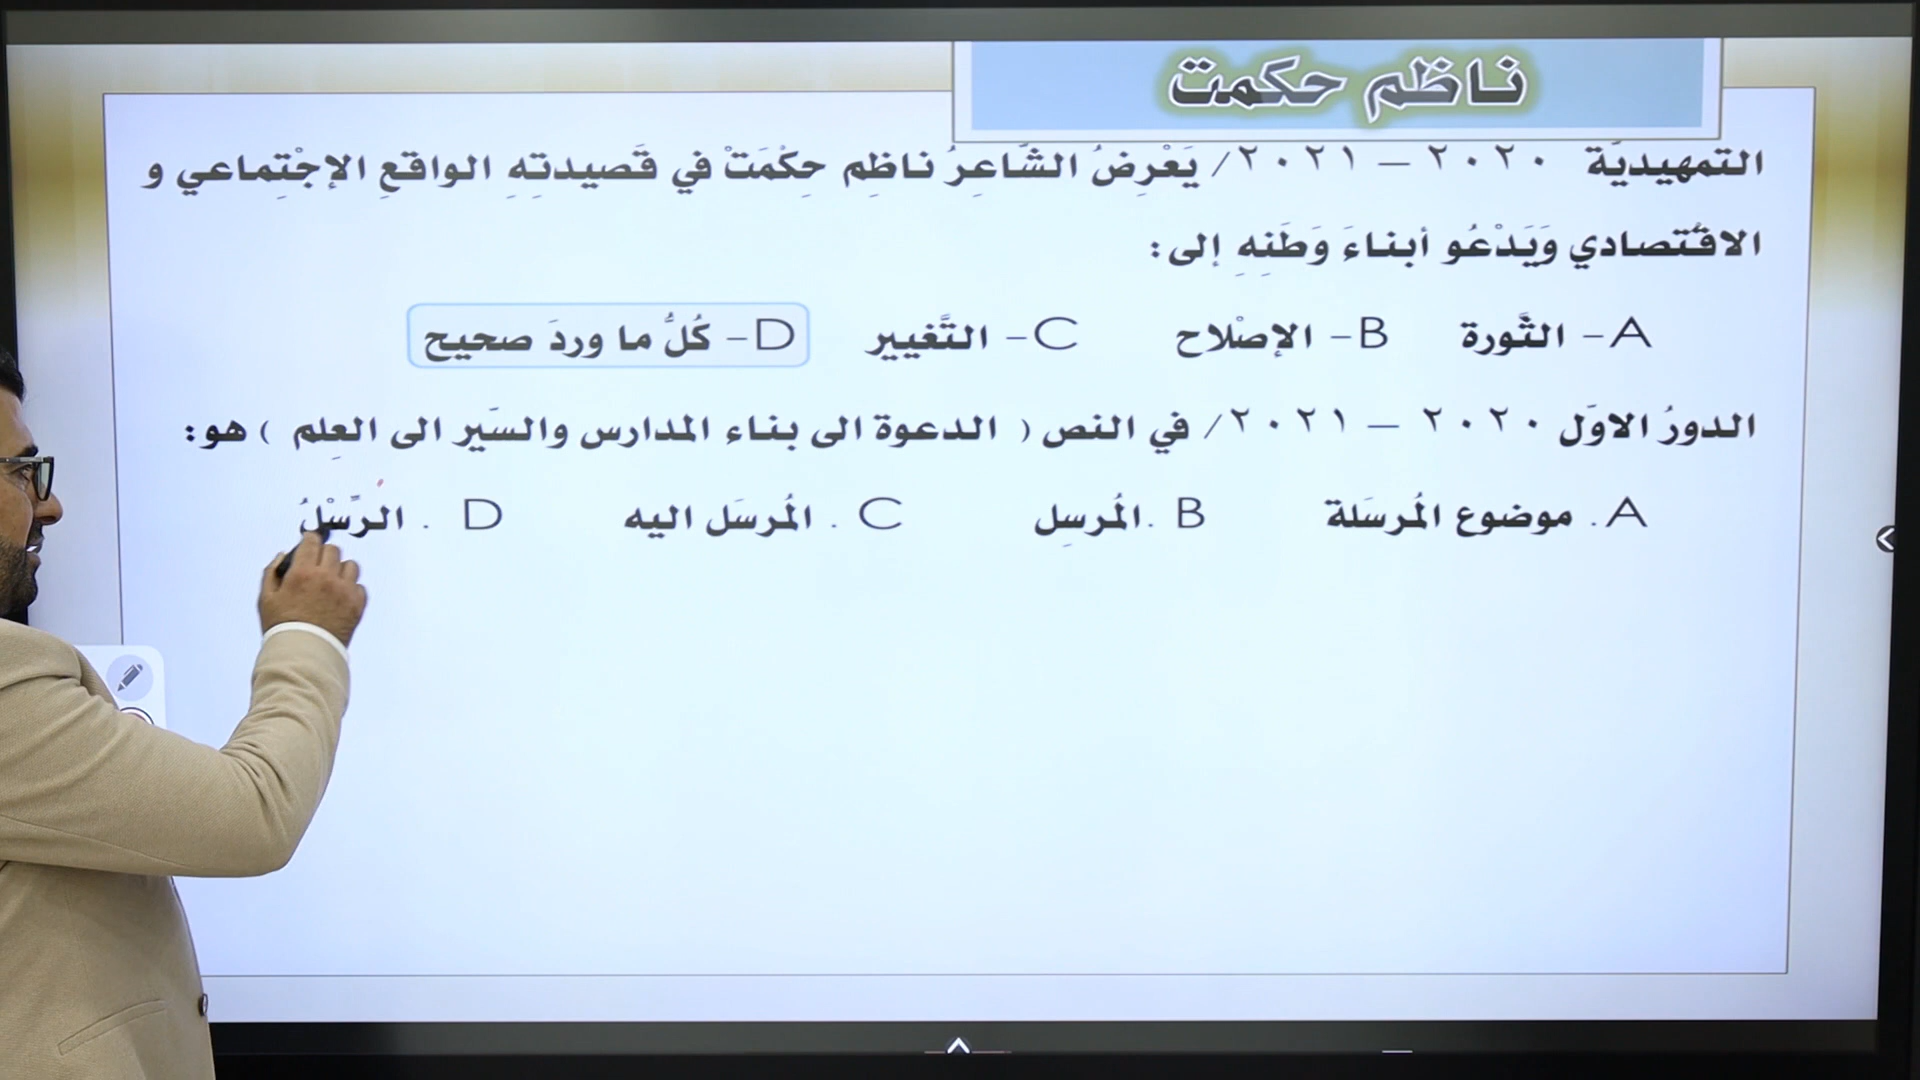 ناظم حكمت
التمهيديّة ٢٠٢٠ – ٢٠٢١ / يَعْرِضُ الشّاعِرُ ناظِم حِكْمَتْ في قَصيدتِهِ الواقعِ الإجْتِماعي و
الاقْتصادي وَيَدْعُو أبناءَ وَطَنِهِ إلى:
A – الثَّورة B – الإصْلاح C – التَّغيير D – كُلُّ ما وردَ صحيح
الدورُ الاوّل ٢٠٢٠ – ٢٠٢١ / في النص ( الدعوة الى بناء المدارس والسَير الى العِلم ) هو:
A . موضوع المُرسَلة B . المُرسِل C . المُرسَل اليه D . الرِّسْلُ